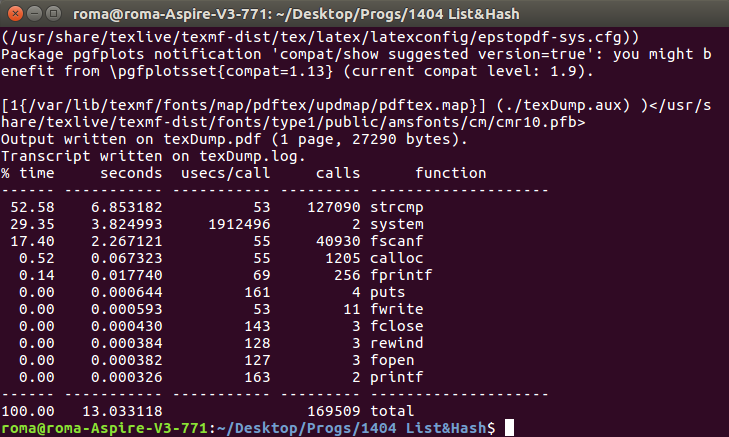 roma@roma-Aspire-V3-771: ~/Desktop/Progs/1404 List&Hash
(/usr/share/texlive/texmf-dist/tex/latex/latexconfig/epstopdf-sys.cfg))
Package pgfplots notification 'compat/show suggested version=true': you might b
enefit from \pgfplotsset{compat=1.13} (current compat level: 1.9).

[1{/var/lib/texmf/fonts/map/pdftex/updmap/pdftex.map}] (./texDump.aux) )</usr/s
hare/texlive/texmf-dist/fonts/type1/public/amsfonts/cm/cmr10.pfb>
Output written on texDump.pdf (1 page, 27290 bytes).
Transcript written on texDump.log.
% time     seconds  usecs/call     calls      function
------ ----------- ----------- --------- --------------------
 52.58    6.853182          53    127090 strcmp
 29.35    3.824993     1912496         2 system
 17.40    2.267121          55     40930 fscanf
  0.52    0.067323          55      1205 calloc
  0.14    0.017740          69       256 fprintf
  0.00    0.000644         161         4 puts
  0.00    0.000593          53        11 fwrite
  0.00    0.000430         143         3 fclose
  0.00    0.000384         128         3 rewind
  0.00    0.000382         127         3 fopen
  0.00    0.000326         163         2 printf
------ ----------- ----------- --------- --------------------
100.00   13.033118                169509 total
roma@roma-Aspire-V3-771:~/Desktop/Progs/1404 List&Hash$